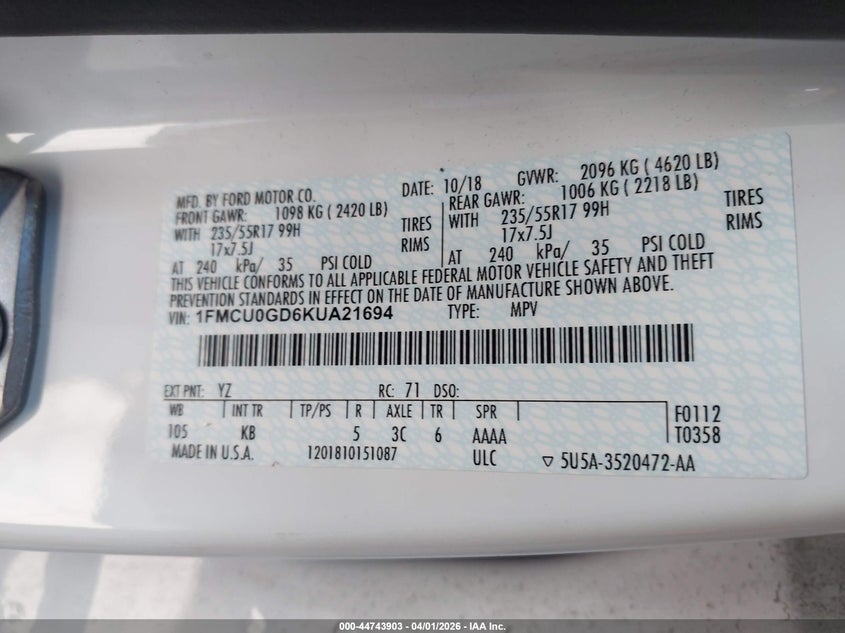 MFD. BY FORD MOTOR CO. DATE: 10/18 GVWR: 2096 KG ( 4620 LB)
FRONT GAWR: 1098 KG ( 2420 LB) REAR GAWR: 1006 KG ( 2218 LB)
WITH 235/55R17 99H TIRES WITH 235/55R17 99H TIRES
17x7.5J RIMS 17x7.5J RIMS
AT 240 kPa/ 35 PSI COLD AT 240 kPa/ 35 PSI COLD
THIS VEHICLE CONFORMS TO ALL APPLICABLE FEDERAL MOTOR VEHICLE SAFETY AND THEFT
PREVENTION STANDARDS IN EFFECT ON THE DATE OF MANUFACTURE SHOWN ABOVE.
VIN: 1FMCU0GD6KUA21694 TYPE: MPV
EXT PNT: YZ RC: 71 DSO:
WB INT TR TP/PS R AXLE TR SPR F0112
105 KB 5 3C 6 AAAA T0358
MADE IN U.S.A. 1201810151087 ULC ▽ 5U5A-3520472-AA
000-44743903 - 04/01/2026 - IAA Inc.